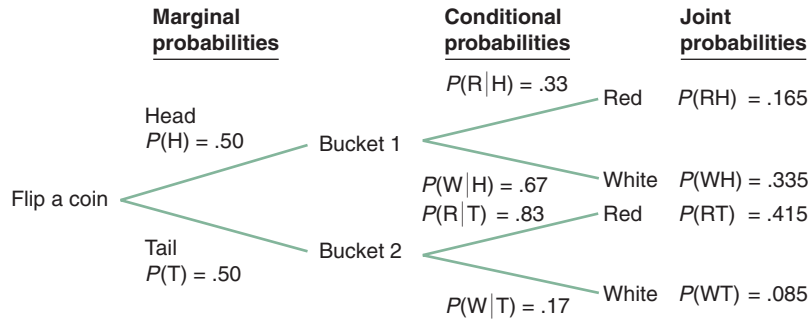 Marginal probabilities
Conditional probabilities
Joint probabilities
Flip a coin
Head
P(H) = .50
Tail
P(T) = .50
Bucket 1
Bucket 2
P(R|H) = .33
Red
P(RH) = .165
P(W|H) = .67
White
P(WH) = .335
P(R|T) = .83
Red
P(RT) = .415
P(W|T) = .17
White
P(WT) = .085